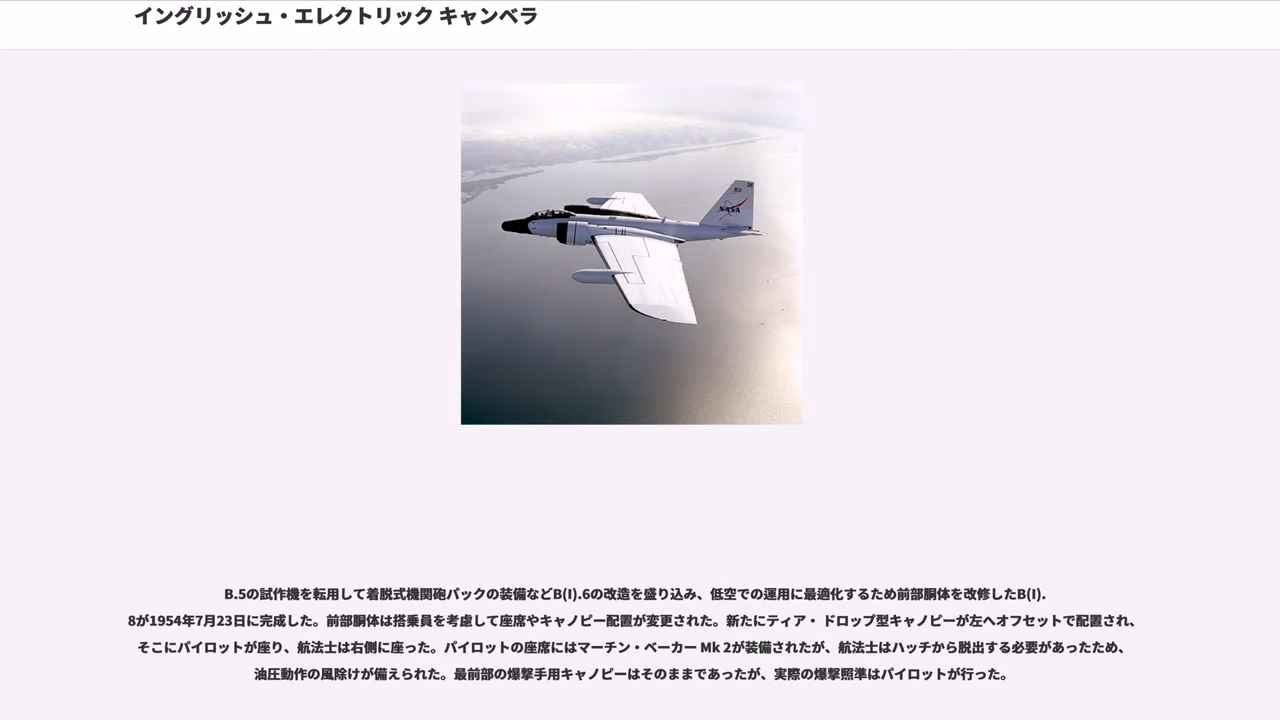 イングリッシュ・エレクトリック キャンベラ
26
NASA
B.5の試作機を転用して着脱式機関砲パックの装備などB(I).6の改造を盛り込み、低空での運用に最適化するため前部胴体を改修したB(I).
8が1954年7月23日に完成した。前部胴体は搭乗員を考慮して座席やキャノピー配置が変更された。新たにティア・ ドロップ型キャノピーが左へオフセットで配置され、
そこにパイロットが座り、航法士は右側に座った。パイロットの座席にはマーチン・ベーカー Mk 2が装備されたが、航法士はハッチから脱出する必要があったため、
油圧動作の風除けが備えられた。最前部の爆撃手用キャノピーはそのままであったが、実際の爆撃照準はパイロットが行った。